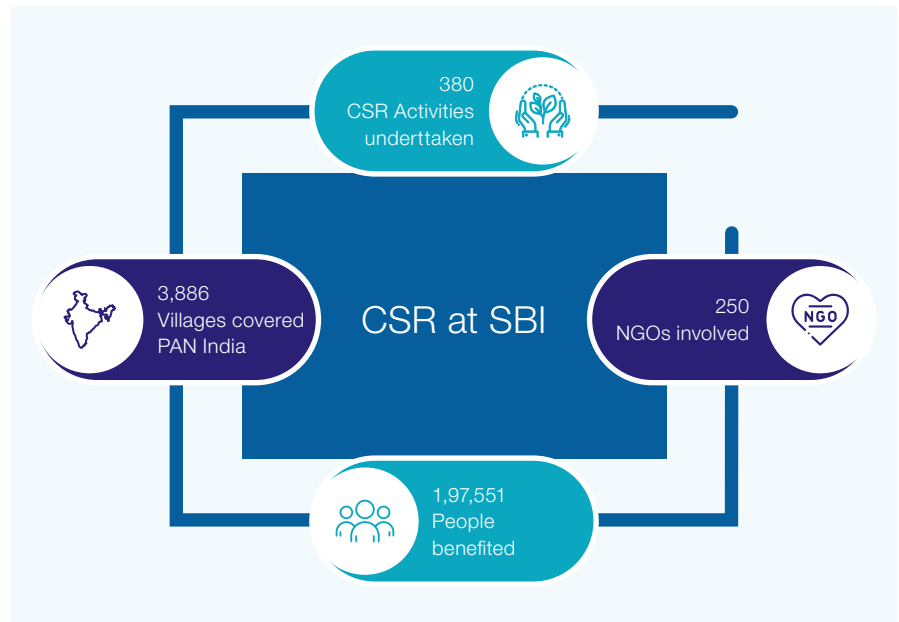 380
CSR Activities
underttaken
3,886
Villages covered
PAN India
CSR at SBI
250
NGOs involved
NGO
1,97,551
People
benefited